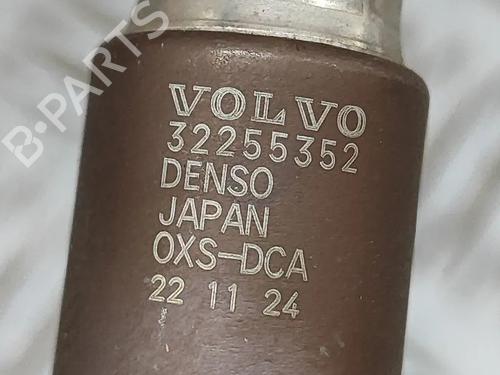 B-PARTS
VOLVO
32255352
DENSO
JAPAN
OXS-DCA
22 11 24